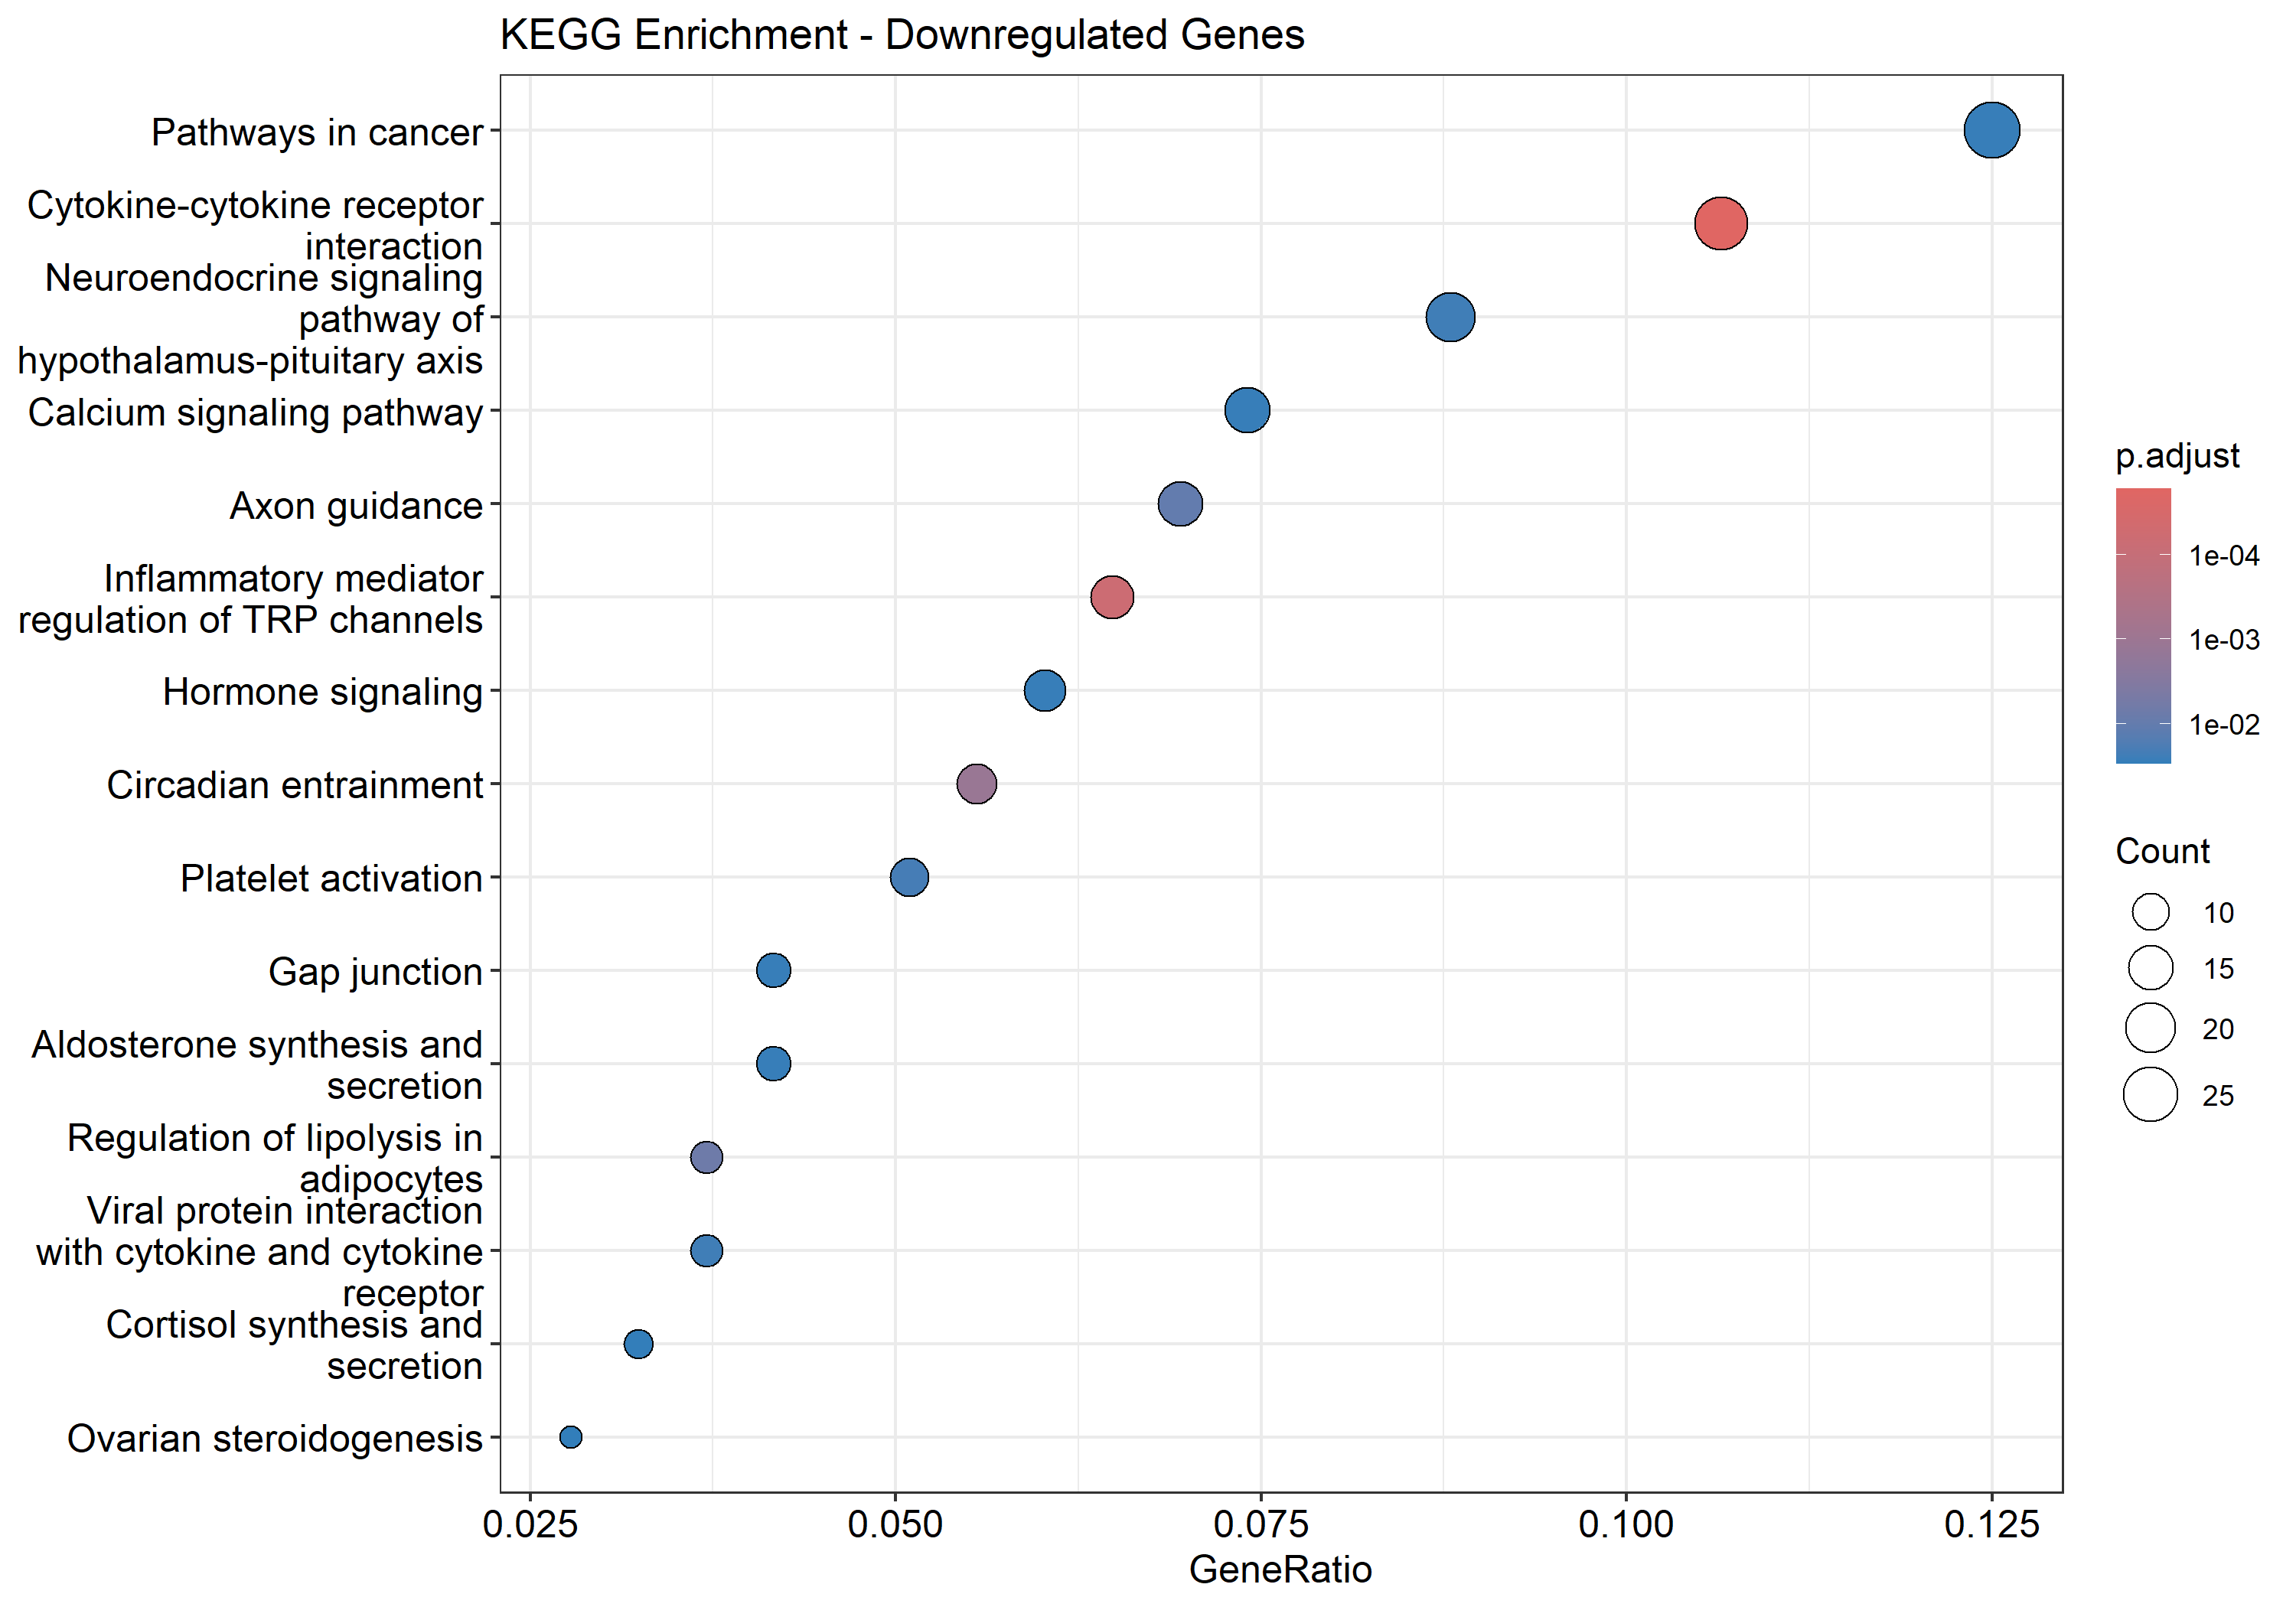 KEGG Enrichment - Downregulated Genes
Pathways in cancer
Cytokine-cytokine receptor
interaction
Neuroendocrine signaling
pathway of
hypothalamus-pituitary axis
Calcium signaling pathway
Axon guidance
Inflammatory mediator
regulation of TRP channels
Hormone signaling
Circadian entrainment
Platelet activation
Gap junction
Aldosterone synthesis and
secretion
Regulation of lipolysis in
adipocytes
Viral protein interaction
with cytokine and cytokine
receptor
Cortisol synthesis and
secretion
Ovarian steroidogenesis
0.025 0.050 0.075 0.100 0.125
GeneRatio
p.adjust
1e-04
1e-03
1e-02
Count
10
15
20
25